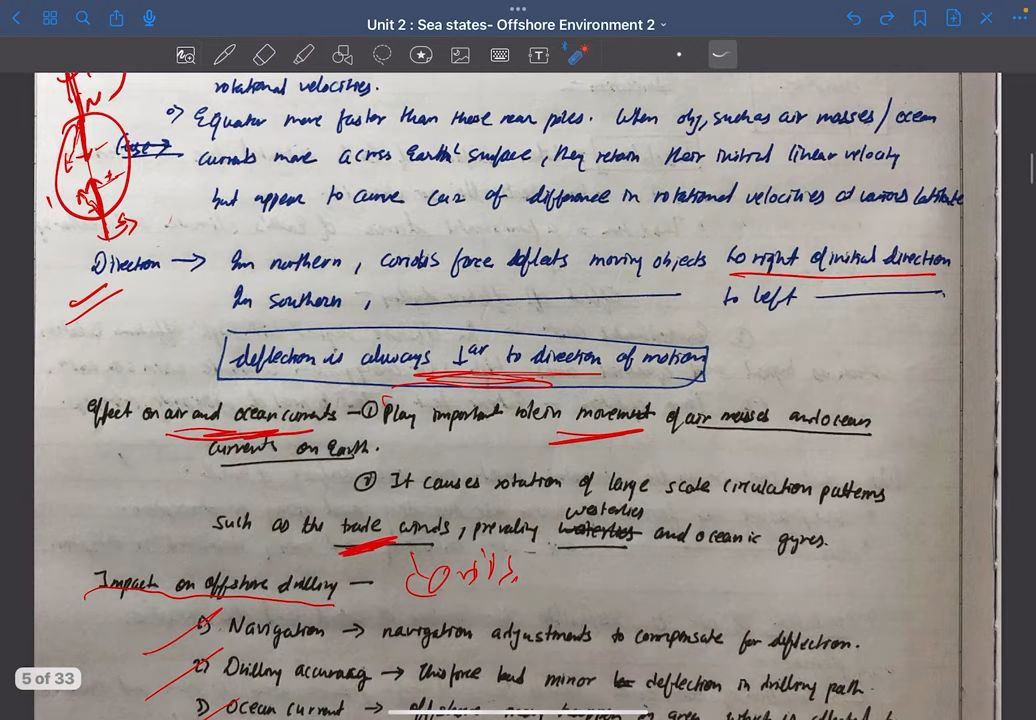 Unit 2 : Sea states- Offshore Environment 2
rotational velocities.
Equator move faster than those near poles. When obj, such as air masses / ocean
currents move across Earth's surface, they retain their initial linear velocity
but appear to curve coz of difference in rotational velocities at various latitude
Direction → In northern, coriolis force deflects moving objects to right of initial direction
In southern, ———— to left ————
deflection is always ⊥ar to direction of motion
Effect on air and ocean currents - ① Play important role in movement of air masses and ocean
currents on Earth.
② It causes rotation of large scale circulation patterns
westerlies
such as the trade winds, prevailing and oceanic gyres.
Impact on offshore drilling —
1) Navigation → navigation adjustments to compensate for deflection.
2) Drilling accuracy → This force lead minor deflection in drilling path.
3) Ocean current →
5 of 33